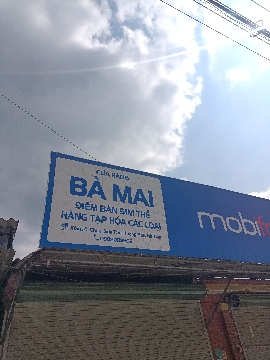 CỬA HÀNG
BÀ MAI
ĐIỂM BÁN SIM THẺ
HÀNG TẠP HÓA CÁC LOẠI
mobif